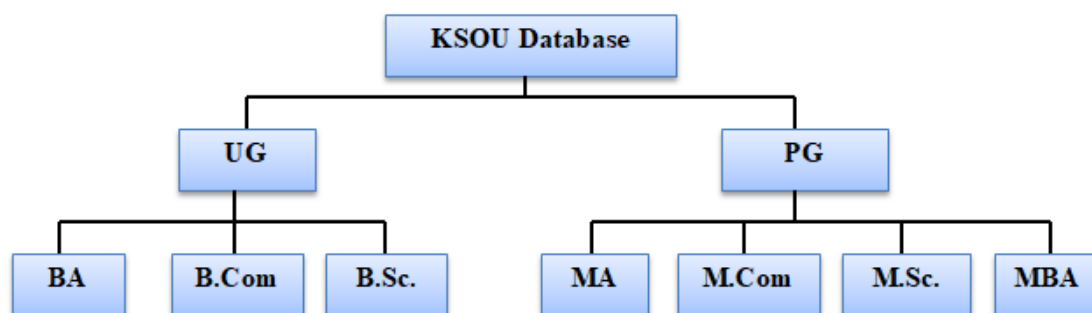 KSOU Database
UG
PG
BA
B.Com
B.Sc.
MA
M.Com
M.Sc.
MBA